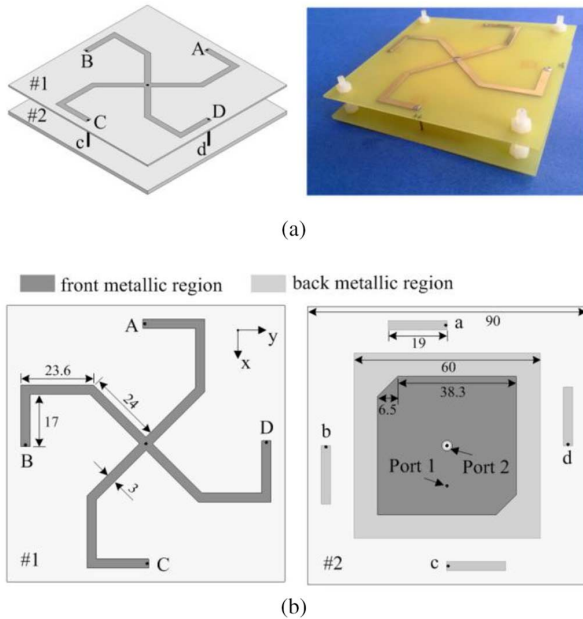 B
A
#1
#2
C
D
c
d
(a)
front metallic region
back metallic region
A
y
x
23.6
24
17
B
D
3
C
#1
90
a
19
60
6.5
38.3
b
d
Port 1
Port 2
c
#2
(b)